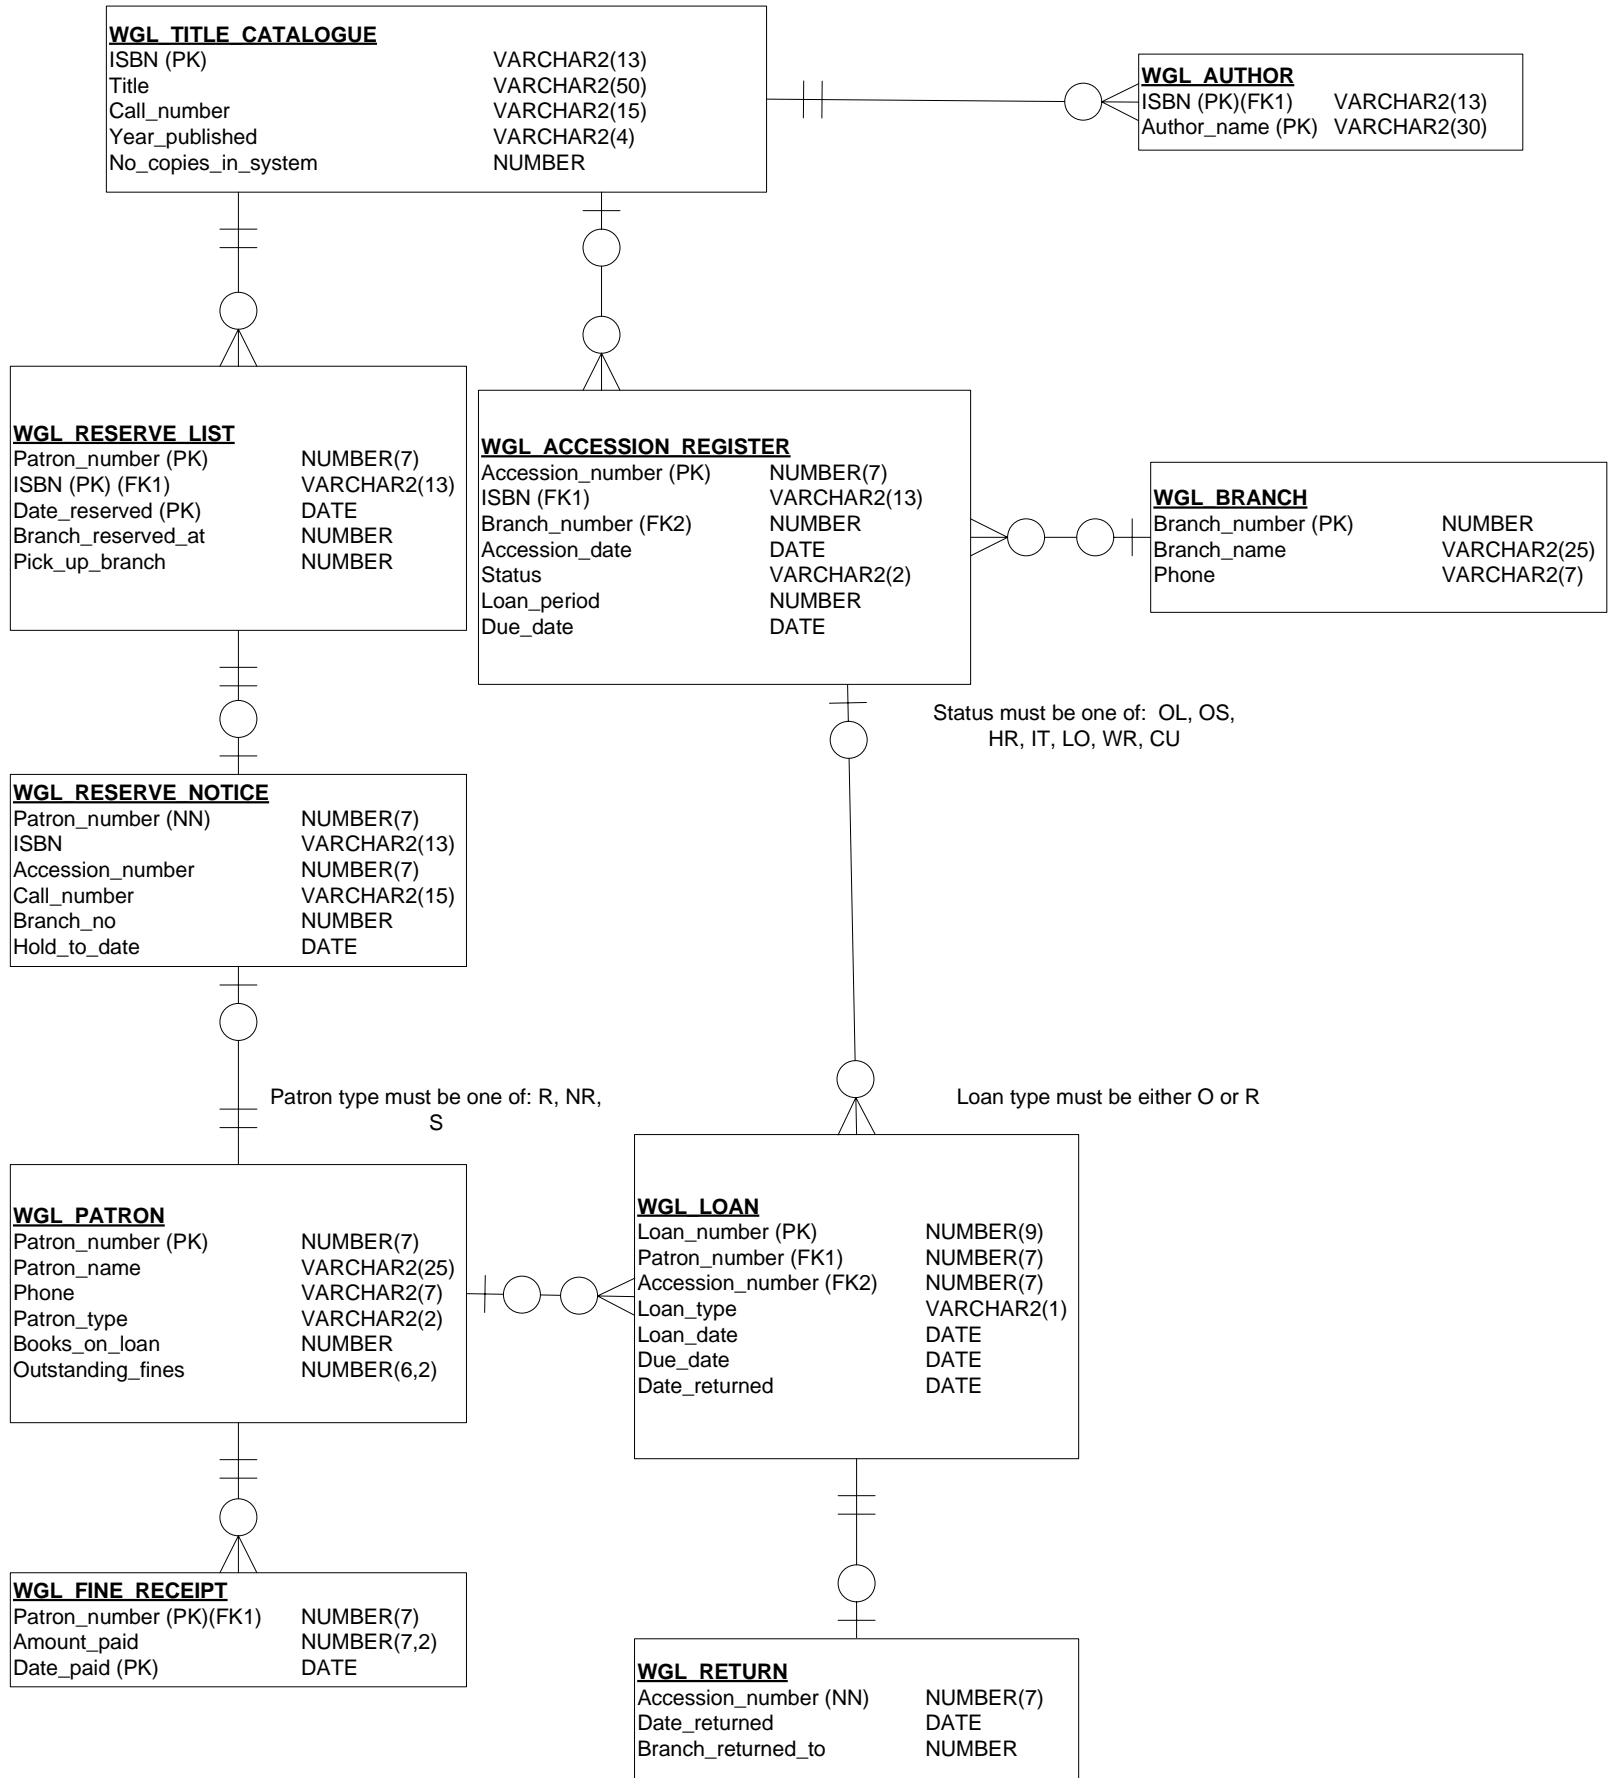 WGL_TITLE_CATALOGUE
ISBN (PK) VARCHAR2(13)
Title VARCHAR2(50)
Call_number VARCHAR2(15)
Year_published VARCHAR2(4)
No_copies_in_system NUMBER
WGL_AUTHOR
ISBN (PK)(FK1) VARCHAR2(13)
Author_name (PK) VARCHAR2(30)
WGL_RESERVE_LIST
Patron_number (PK) NUMBER(7)
ISBN (PK) (FK1) VARCHAR2(13)
Date_reserved (PK) DATE
Branch_reserved_at NUMBER
Pick_up_branch NUMBER
WGL_ACCESSION_REGISTER
Accession_number (PK) NUMBER(7)
ISBN (FK1) VARCHAR2(13)
Branch_number (FK2) NUMBER
Accession_date DATE
Status VARCHAR2(2)
Loan_period NUMBER
Due_date DATE
WGL_BRANCH
Branch_number (PK) NUMBER
Branch_name VARCHAR2(25)
Phone VARCHAR2(7)
Status must be one of: OL, OS,
HR, IT, LO, WR, CU
WGL_RESERVE_NOTICE
Patron_number (NN) NUMBER(7)
ISBN VARCHAR2(13)
Accession_number NUMBER(7)
Call_number VARCHAR2(15)
Branch_no NUMBER
Hold_to_date DATE
Patron type must be one of: R, NR,
S
Loan type must be either O or R
WGL_PATRON
Patron_number (PK) NUMBER(7)
Patron_name VARCHAR2(25)
Phone VARCHAR2(7)
Patron_type VARCHAR2(2)
Books_on_loan NUMBER
Outstanding_fines NUMBER(6,2)
WGL_LOAN
Loan_number (PK) NUMBER(9)
Patron_number (FK1) NUMBER(7)
Accession_number (FK2) NUMBER(7)
Loan_type VARCHAR2(1)
Loan_date DATE
Due_date DATE
Date_returned DATE
WGL_FINE_RECEIPT
Patron_number (PK)(FK1) NUMBER(7)
Amount_paid NUMBER(7,2)
Date_paid (PK) DATE
WGL_RETURN
Accession_number (NN) NUMBER(7)
Date_returned DATE
Branch_returned_to NUMBER